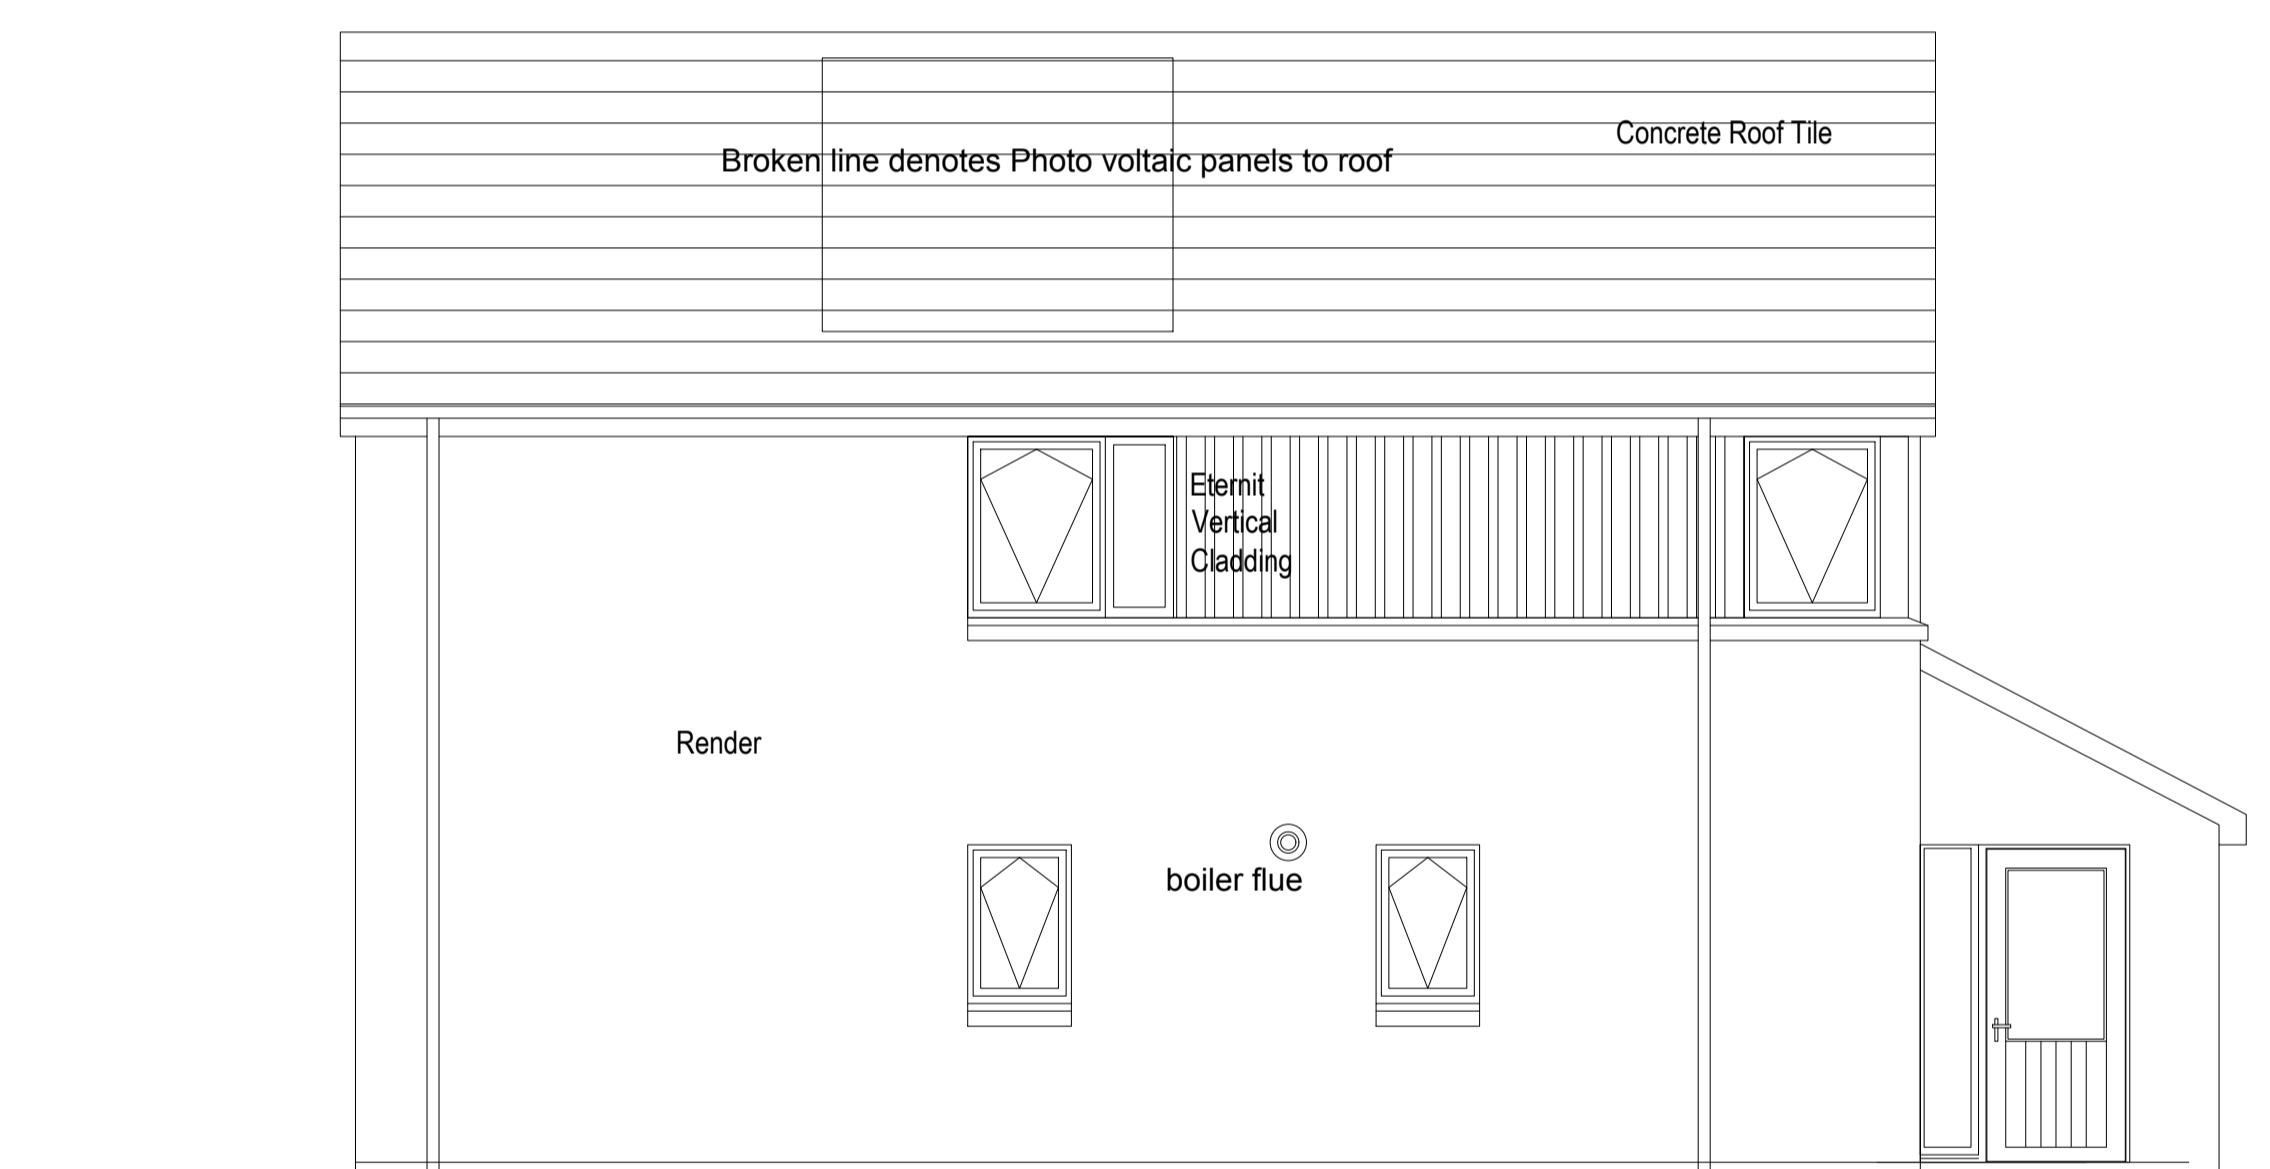 Concrete Roof Tile
Broken line denotes Photo voltaic panels to roof
Eternit
Vertical
Cladding
Render
boiler flue